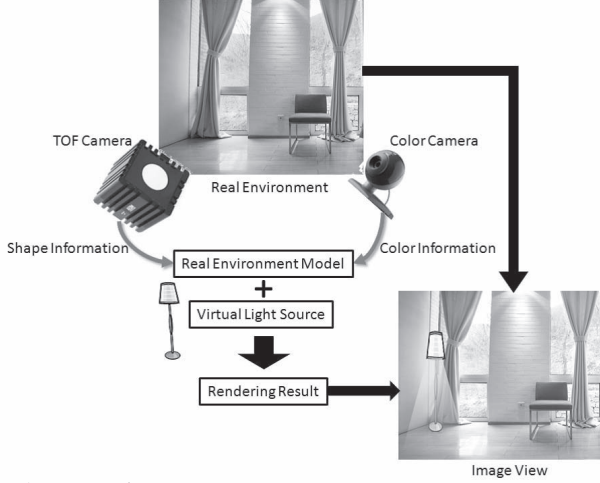 TOF Camera
Color Camera
Real Environment
Shape Information
Color Information
Real Environment Model
+
Virtual Light Source
Rendering Result
Image View